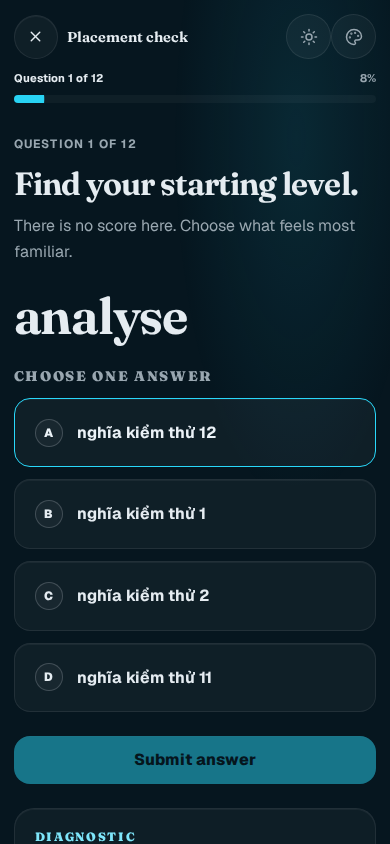 Placement check
Question 1 of 12
8%
QUESTION 1 OF 12
Find your starting level.
There is no score here. Choose what feels most
familiar.
analyse
CHOOSE ONE ANSWER
A nghĩa kiểm thử 12
B nghĩa kiểm thử 1
C nghĩa kiểm thử 2
D nghĩa kiểm thử 11
Submit answer
DIAGNOSTIC